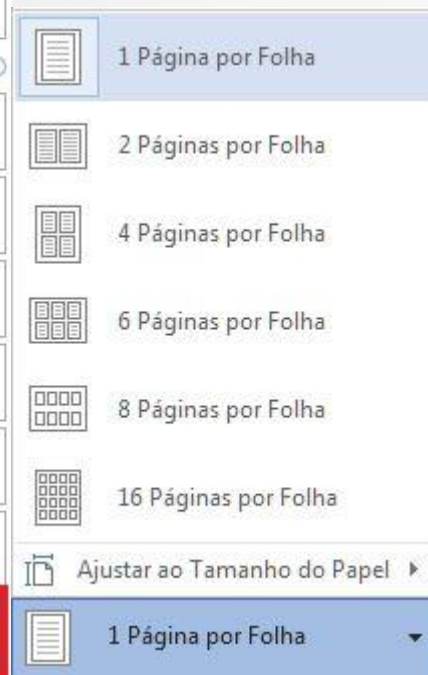 1 Página por Folha
2 Páginas por Folha
4 Páginas por Folha
6 Páginas por Folha
8 Páginas por Folha
16 Páginas por Folha
Ajustar ao Tamanho do Papel
1 Página por Folha